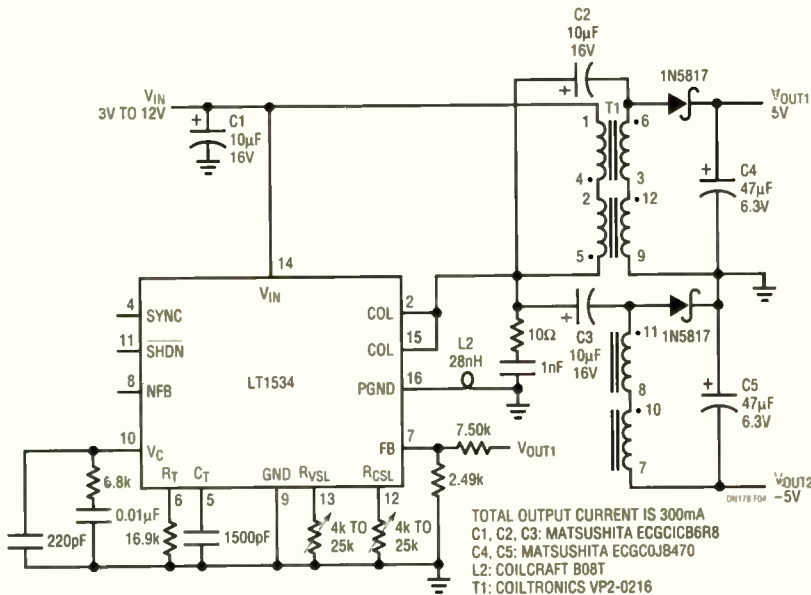 C2
10µF
16V
1N5817
VIN
3V TO 12V
VOUT1
5V
T1
C1
10µF
16V
1
6
4
3
2
12
5
9
C4
47µF
6.3V
14
VIN
4
SYNC
COL
2
11
SHDN
COL
15
8
NFB
LT1534
PGND
16
L2
28nH
10Ω
1nF
C3
10µF
16V
1N5817
11
8
10
7
C5
47µF
6.3V
10
VC
FB
7
7.50k
VOUT1
2.49k
RT
CT
GND
RVSL
RCSL
6
5
9
13
12
6.8k
0.01µF
220pF
16.9k
1500pF
4k TO
25k
4k TO
25k
VOUT2
–5V
DN178 F04
TOTAL OUTPUT CURRENT IS 300mA
C1, C2, C3: MATSUSHITA ECGCICB6R8
C4, C5: MATSUSHITA ECGC0JB470
L2: COILCRAFT B08T
T1: COILTRONICS VP2-0216